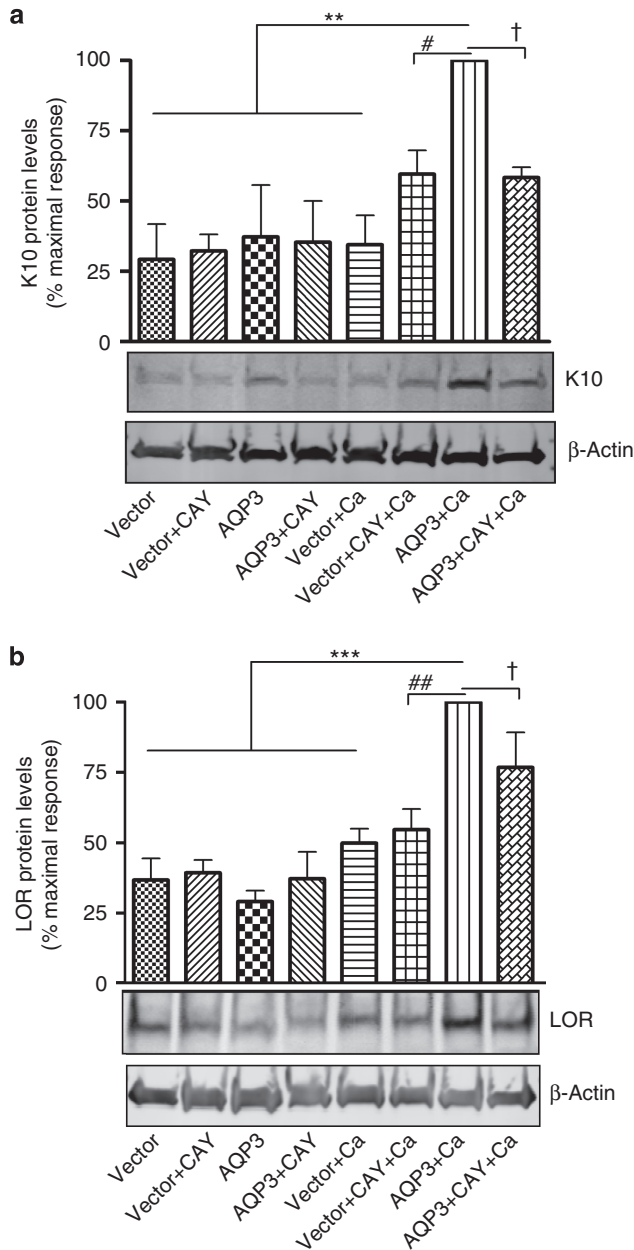 a
**
#
†
100
75
50
25
0
K10 protein levels
(% maximal response)
K10
β-Actin
Vector
Vector+CAY
AQP3
AQP3+CAY
Vector+Ca
Vector+CAY+Ca
AQP3+Ca
AQP3+CAY+Ca
b
***
##
†
100
75
50
25
0
LOR protein levels
(% maximal response)
LOR
β-Actin
Vector
Vector+CAY
AQP3
AQP3+CAY
Vector+Ca
Vector+CAY+Ca
AQP3+Ca
AQP3+CAY+Ca